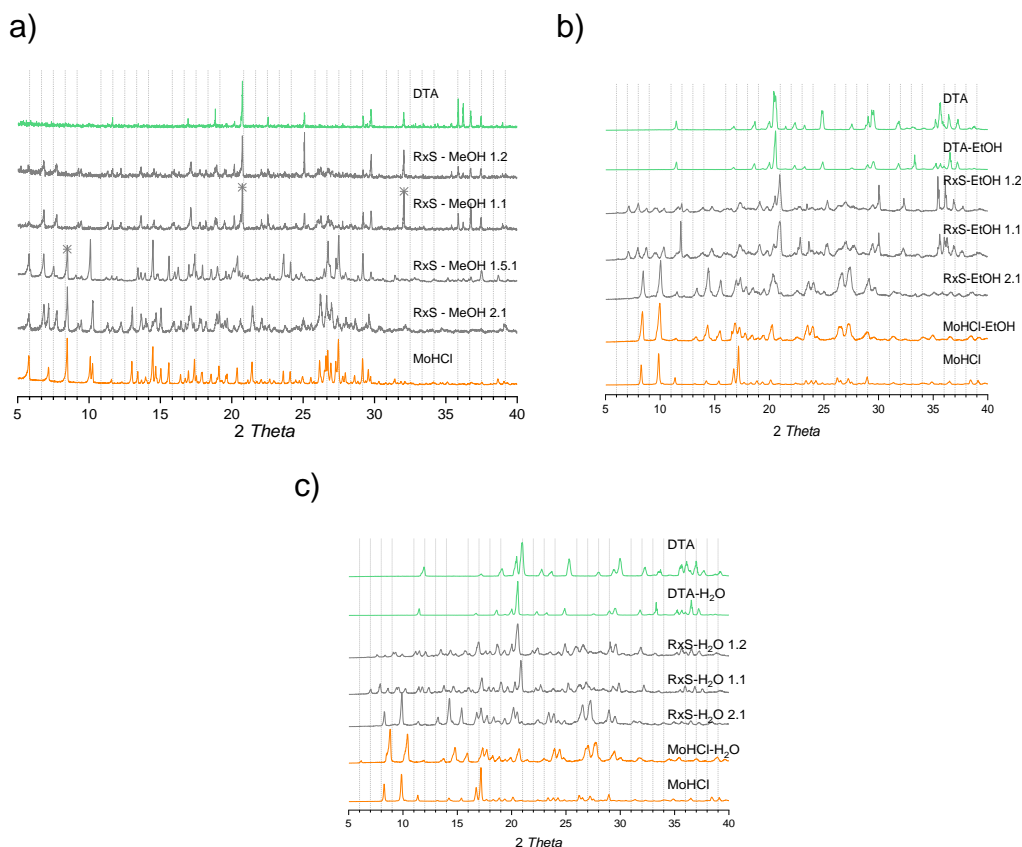 a)
DTA
RxS - MeOH 1.2
RxS - MeOH 1.1
RxS - MeOH 1.5.1
RxS - MeOH 2.1
MoHCl
5 10 15 20 25 30 35 40
2 Theta
b)
DTA
DTA-EtOH
RxS-EtOH 1.2
RxS-EtOH 1.1
RxS-EtOH 2.1
MoHCl-EtOH
MoHCl
5 10 15 20 25 30 35 40
2 Theta
c)
DTA
DTA-H₂O
RxS-H₂O 1.2
RxS-H₂O 1.1
RxS-H₂O 2.1
MoHCl-H₂O
MoHCl
5 10 15 20 25 30 35 40
2 Theta